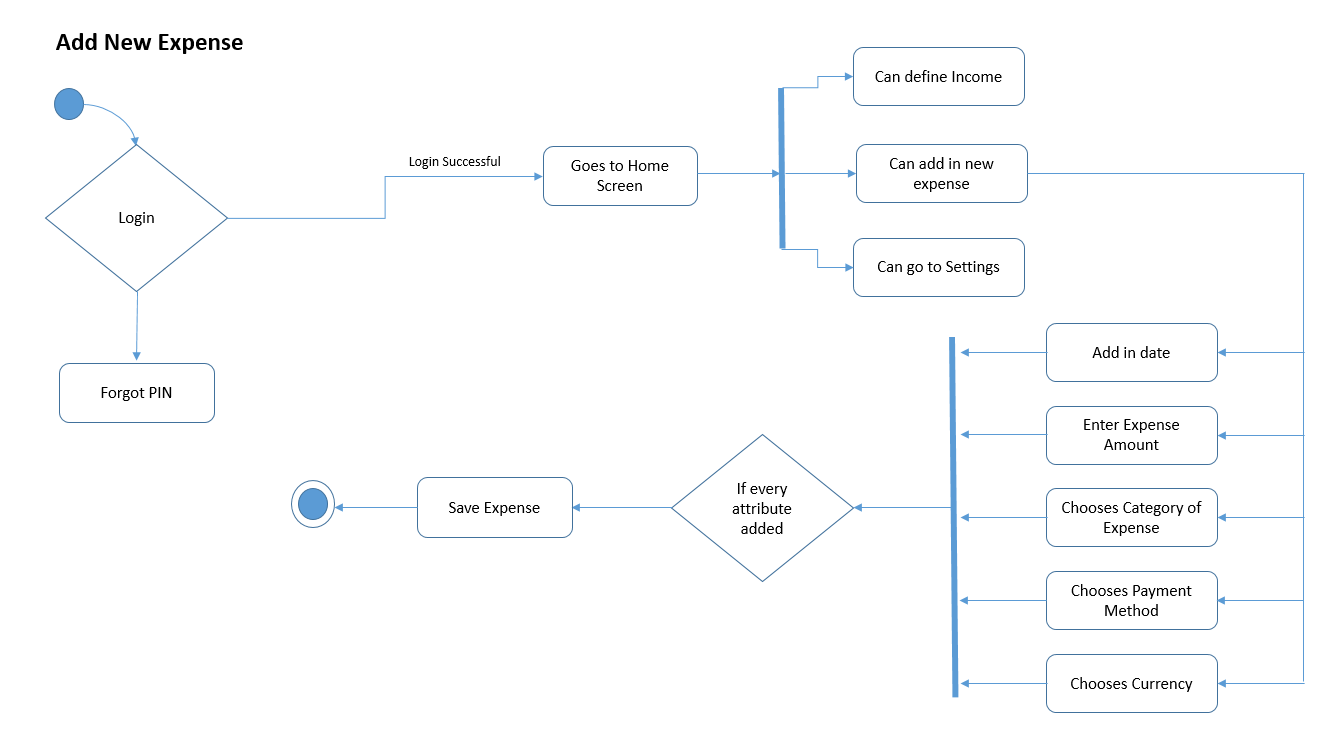 Add New Expense
Can define Income
Login Successful
Goes to Home
Screen
Can add in new
expense
Login
Can go to Settings
Add in date
Forgot PIN
Enter Expense
Amount
If every
attribute
added
Save Expense
Chooses Category of
Expense
Chooses Payment
Method
Chooses Currency